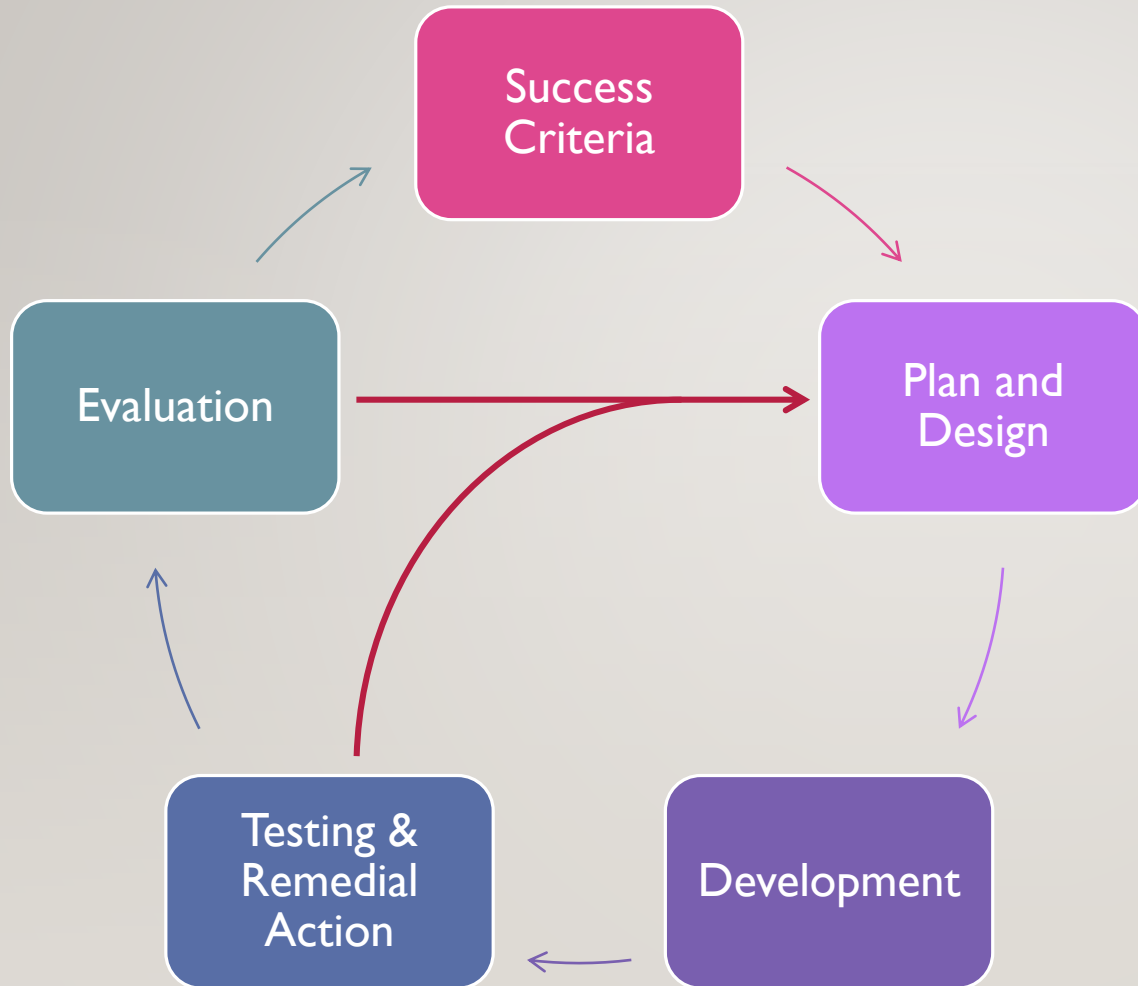 Success
Criteria
Evaluation
Plan and
Design
Testing &
Remedial
Action
Development